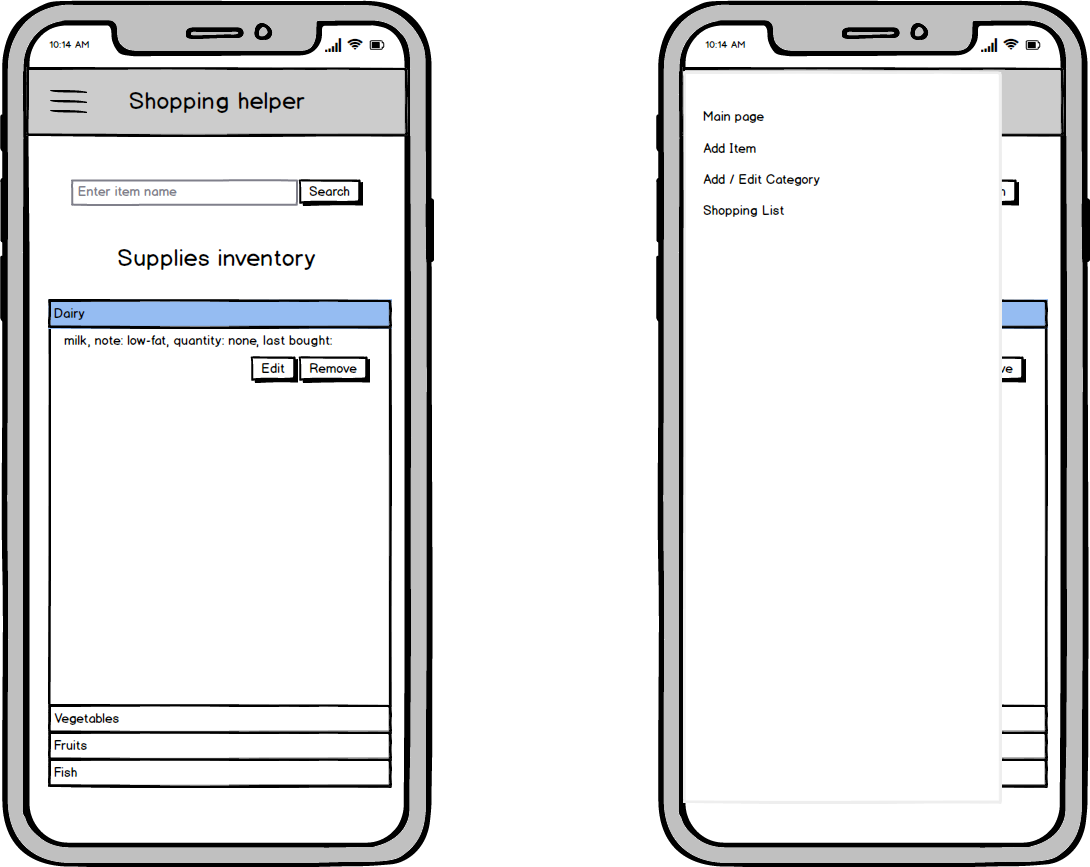 10:14 AM
Shopping helper
Enter item name
Search
Supplies inventory
Dairy
milk, note: low-fat, quantity: none, last bought:
Edit
Remove
Vegetables
Fruits
Fish
10:14 AM
Main page
Add Item
Add / Edit Category
Shopping List